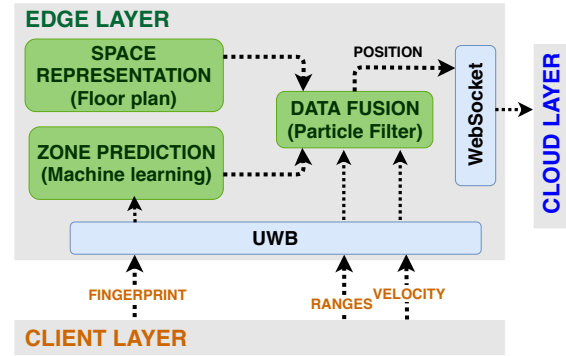 EDGE LAYER
SPACE
REPRESENTATION
(Floor plan)
POSITION
DATA FUSION
(Particle Filter)
ZONE PREDICTION
(Machine learning)
WebSocket
CLOUD LAYER
UWB
FINGERPRINT
RANGES
VELOCITY
CLIENT LAYER